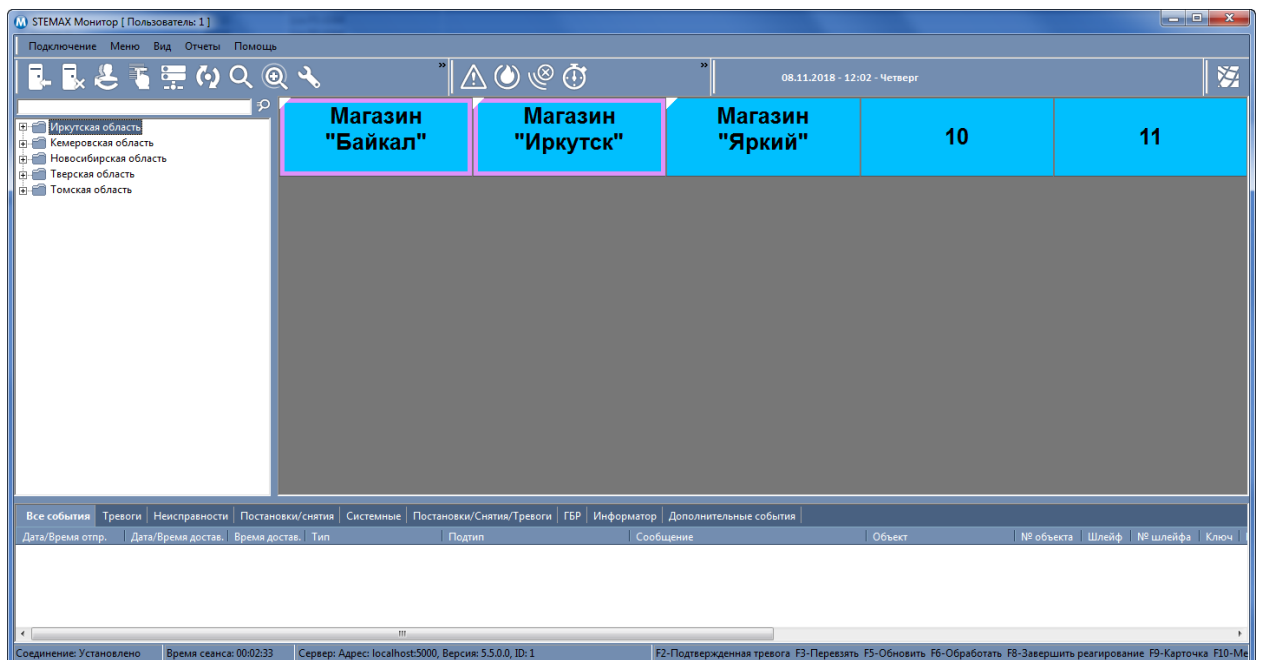 STEMAX Монитор [ Пользователь: 1 ]
Подключение Меню Вид Отчеты Помощь
08.11.2018 - 12:02 - Четверг
Иркутская область
Кемеровская область
Новосибирская область
Тверская область
Томская область
Магазин
"Байкал"
Магазин
"Иркутск"
Магазин
"Яркий"
10
11
Все события Тревоги Неисправности Постановки/снятия Системные Постановки/Снятия/Тревоги ГБР Информатор Дополнительные события
Дата/Время отпр. Дата/Время достав. Время достав. Тип Подтип Сообщение Объект № объекта Шлейф № шлейфа Ключ
Соединение: Установлено Время сеанса: 00:02:33 Сервер: Адрес: localhost:5000, Версия: 5.5.0.0, ID: 1 F2-Подтвержденная тревога F3-Перевзять F5-Обновить F6-Обработать F8-Завершить реагирование F9-Карточка F10-Ме